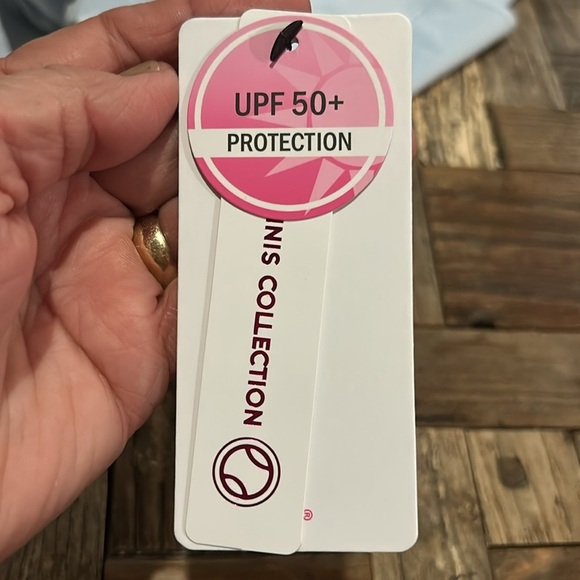 UPF 50+
PROTECTION
NIS COLLECTION
®